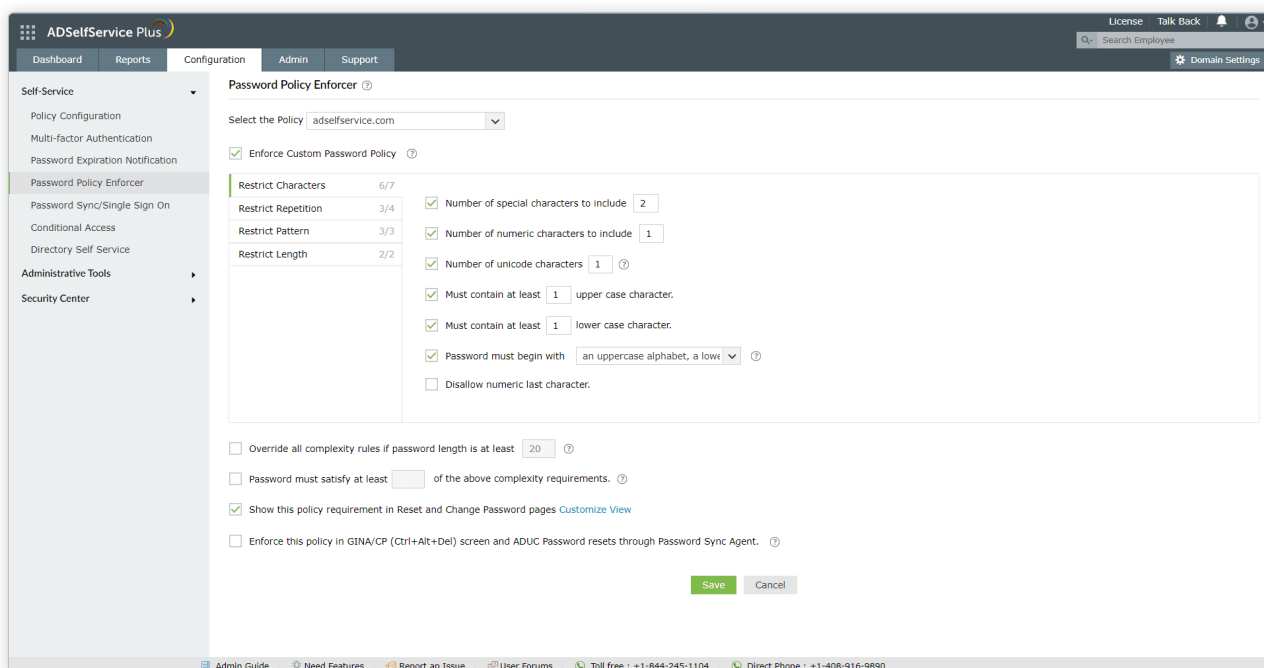 License Talk Back
ADSelfService Plus
Search Employee
Dashboard Reports Configuration Admin Support
Domain Settings
Self-Service
Policy Configuration
Multi-factor Authentication
Password Expiration Notification
Password Policy Enforcer
Password Sync/Single Sign On
Conditional Access
Directory Self Service
Administrative Tools
Security Center
Password Policy Enforcer ?
Select the Policy adselfservice.com
Enforce Custom Password Policy ?
Restrict Characters 6/7
Restrict Repetition 3/4
Restrict Pattern 3/3
Restrict Length 2/2
Number of special characters to include 2
Number of numeric characters to include 1
Number of unicode characters 1 ?
Must contain at least 1 upper case character.
Must contain at least 1 lower case character.
Password must begin with an uppercase alphabet, a lowe ?
Disallow numeric last character.
Override all complexity rules if password length is at least 20 ?
Password must satisfy at least of the above complexity requirements. ?
Show this policy requirement in Reset and Change Password pages Customize View
Enforce this policy in GINA/CP (Ctrl+Alt+Del) screen and ADUC Password resets through Password Sync Agent. ?
Save Cancel
Admin Guide Need Features Report an Issue User Forums Toll free : +1-844-245-1104 Direct Phone : +1-408-916-9890